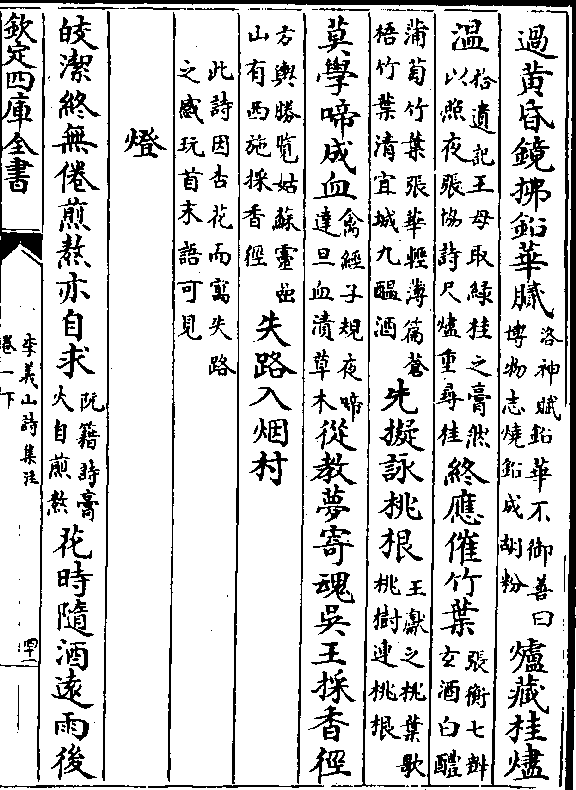 過黄昏鏡拂鉛華膩洛神賦鉛華不御善曰博物志燒鉛成胡粉爐藏桂燼
温拾遺記王母取綠桂之膏然以照夜張協詩尺燼重尋桂終應催竹葉張衡七辨玄酒白醴
蒲萄竹葉張華輕薄篇蒼梧竹葉清宜城九醖酒先擬詠桃根王獻之桃葉歌桃樹連桃根
莫學啼成血禽經子規夜啼達旦血漬草木從教夢寄魂吳王採香徑
方輿勝覧姑蘇靈巖山有西施採香徑失路入烟村
此詩因杏花而寓失路之感玩首末語可見
燈
皎潔終無倦煎熬亦自求阮籍詩膏火自煎熬花時隨酒逺雨後
欽定四庫全書
李義山詩集注
卷一下
四十二